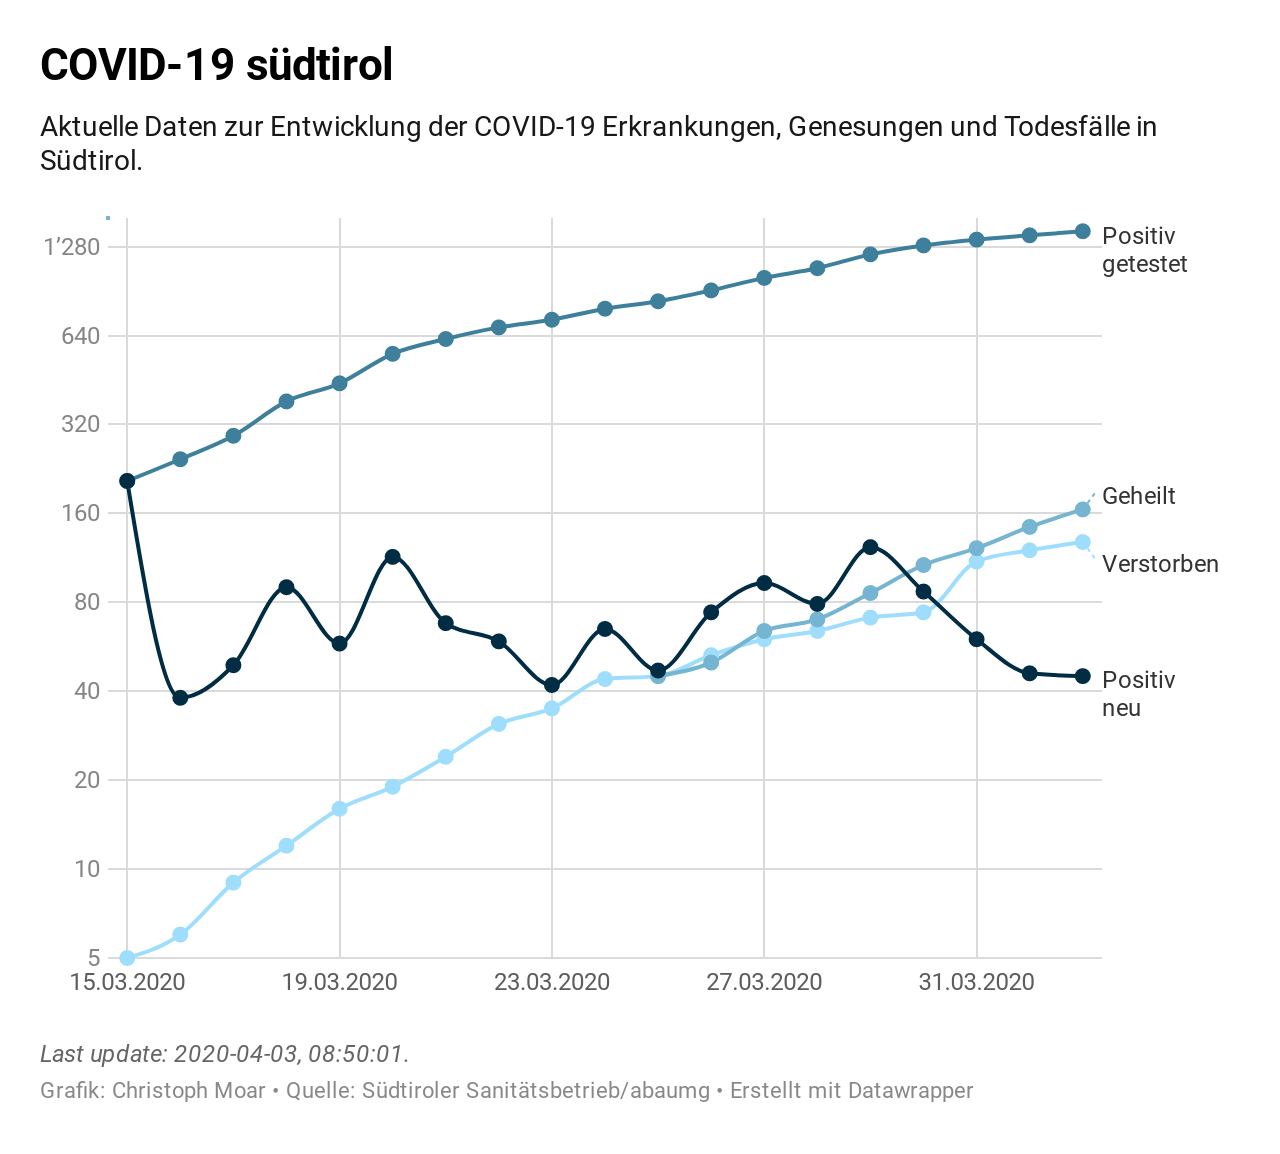 COVID-19 südtirol
Aktuelle Daten zur Entwicklung der COVID-19 Erkrankungen, Genesungen und Todesfälle in
Südtirol.
1’280
640
320
160
80
40
20
10
5
Positiv
getestet
Geheilt
Verstorben
Positiv
neu
15.03.2020
19.03.2020
23.03.2020
27.03.2020
31.03.2020
Last update: 2020-04-03, 08:50:01.
Grafik: Christoph Moar • Quelle: Südtiroler Sanitätsbetrieb/abaumg • Erstellt mit Datawrapper